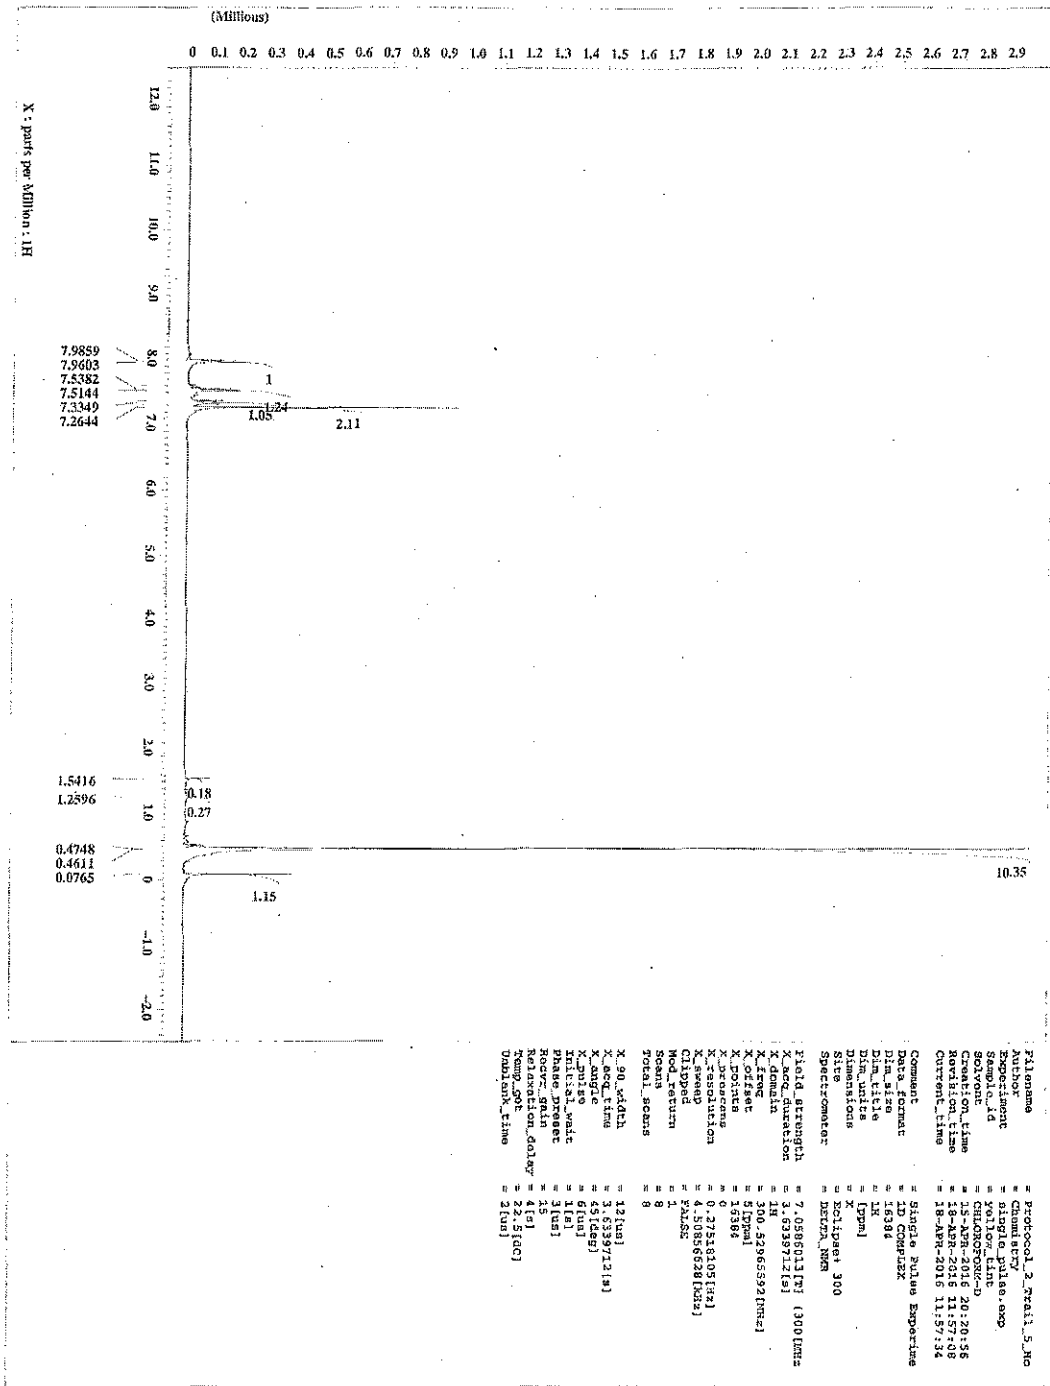 (Millions)
0 0.1 0.2 0.3 0.4 0.5 0.6 0.7 0.8 0.9 1.0 1.1 1.2 1.3 1.4 1.5 1.6 1.7 1.8 1.9 2.0 2.1 2.2 2.3 2.4 2.5 2.6 2.7 2.8 2.9
12.0
11.0
10.0
9.0
8.0
7.0
6.0
5.0
4.0
3.0
2.0
1.0
0
-1.0
-2.0
X : parts per Million : 1H
7.9859
7.9603
7.5382
7.5144
7.3349
7.2644
1.5416
1.2596
0.4748
0.4611
0.0765
1
1.24
1.05
2.11
0.18
0.27
10.35
1.15
Filename = Protocol_2_Trail_5_Mo
Author = Chemistry
Experiment = single_pulse.exp
Sample_id = yellow_tint
Solvent = CHLOROFORM-D
Creation_time = 15-APR-2016 20:20:56
Revision_time = 18-APR-2016 11:57:08
Current_time = 18-APR-2016 11:57:34
Comment = Single Pulse Experime
Data_format = 1D COMPLEX
Dim_size = 16384
Dim_title = 1H
Dim_units = [ppm]
Dimensions = X
Site = Eclipse+ 300
Spectrometer = DELTA_NMR
Field_strength = 7.0586013[T] (300[MHz
X_acq_duration = 3.6339712[s]
X_domain = 1H
X_freq = 300.52965592[MHz]
X_offset = 5[ppm]
X_points = 16384
X_prescans = 0
X_resolution = 0.27518105[Hz]
X_sweep = 4.50856628[kHz]
Clipped = FALSE
Mod_return = 1
Scans = 8
Total_scans = 8
X_90_width = 12[us]
X_acq_time = 3.6339712[s]
X_angle = 45[deg]
X_pulse = 6[us]
Initial_wait = 1[s]
Phase_preset = 3[us]
Recvr_gain = 15
Relaxation_delay = 4[s]
Temp_get = 22.5[dC]
Unblank_time = 2[us]